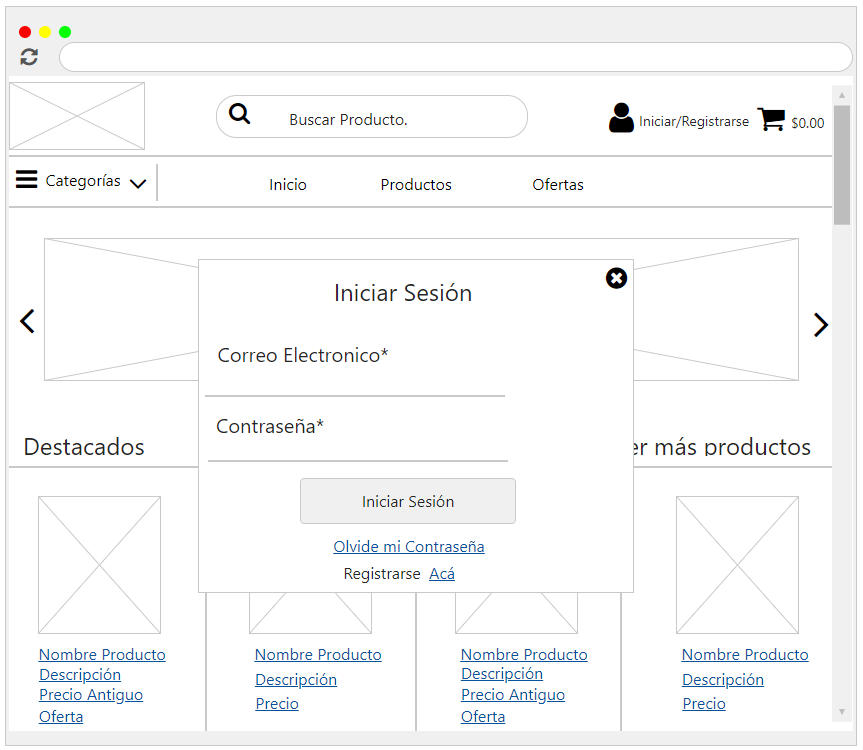 Buscar Producto.
Iniciar/Registrarse
$0.00
Categorías
Inicio
Productos
Ofertas
Iniciar Sesión
Correo Electronico*
Contraseña*
Destacados
er más productos
Iniciar Sesión
Olvide mi Contraseña
Registrarse Acá
Nombre Producto
Descripción
Precio Antiguo
Oferta
Nombre Producto
Descripción
Precio
Nombre Producto
Descripción
Precio Antiguo
Oferta
Nombre Producto
Descripción
Precio